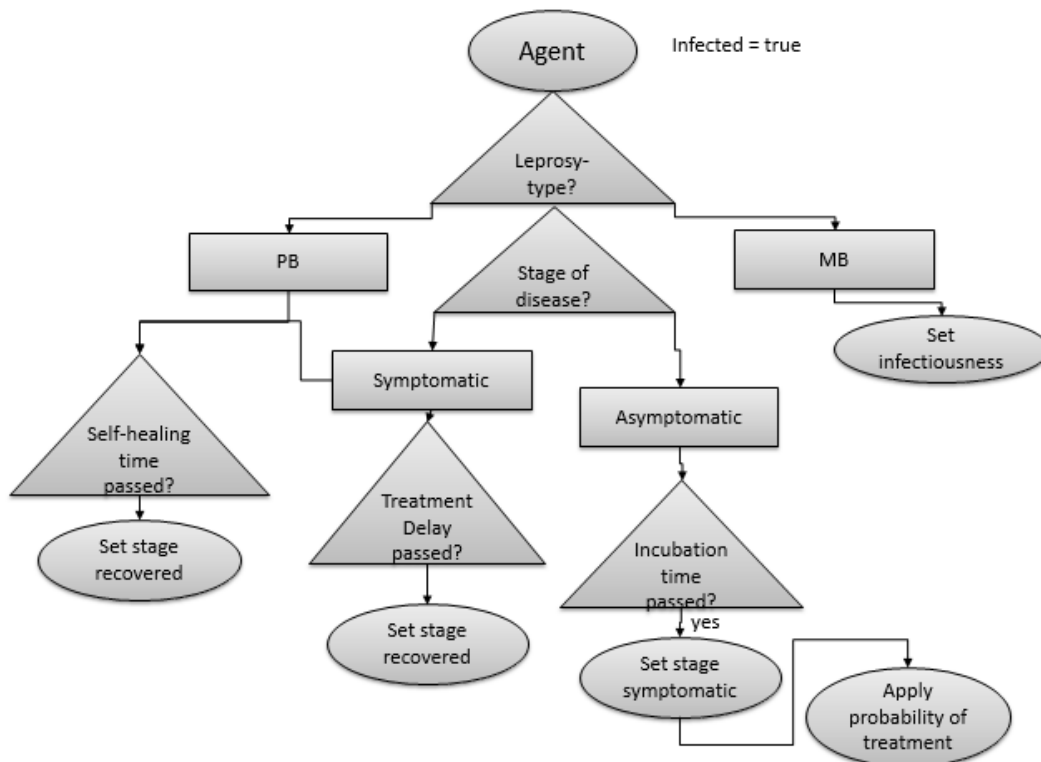 Agent
Infected = true
Leprosy-
type?
PB
Stage of
disease?
MB
Set
infectiousness
Symptomatic
Asymptomatic
Self-healing
time
passed?
Treatment
Delay
passed?
Incubation
time
passed?
yes
Set stage
recovered
Set stage
recovered
Set stage
symptomatic
Apply
probability of
treatment